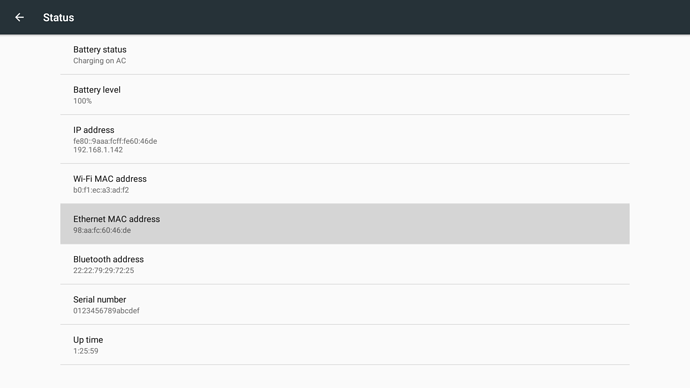 Status
Battery status
Charging on AC
Battery level
100%
IP address
fe80::9aaa:fcff:fe60:46de
192.168.1.142
Wi-Fi MAC address
b0:f1:ec:a3:ad:f2
Ethernet MAC address
98:aa:fc:60:46:de
Bluetooth address
22:22:79:29:72:25
Serial number
0123456789abcdef
Up time
1:25:59